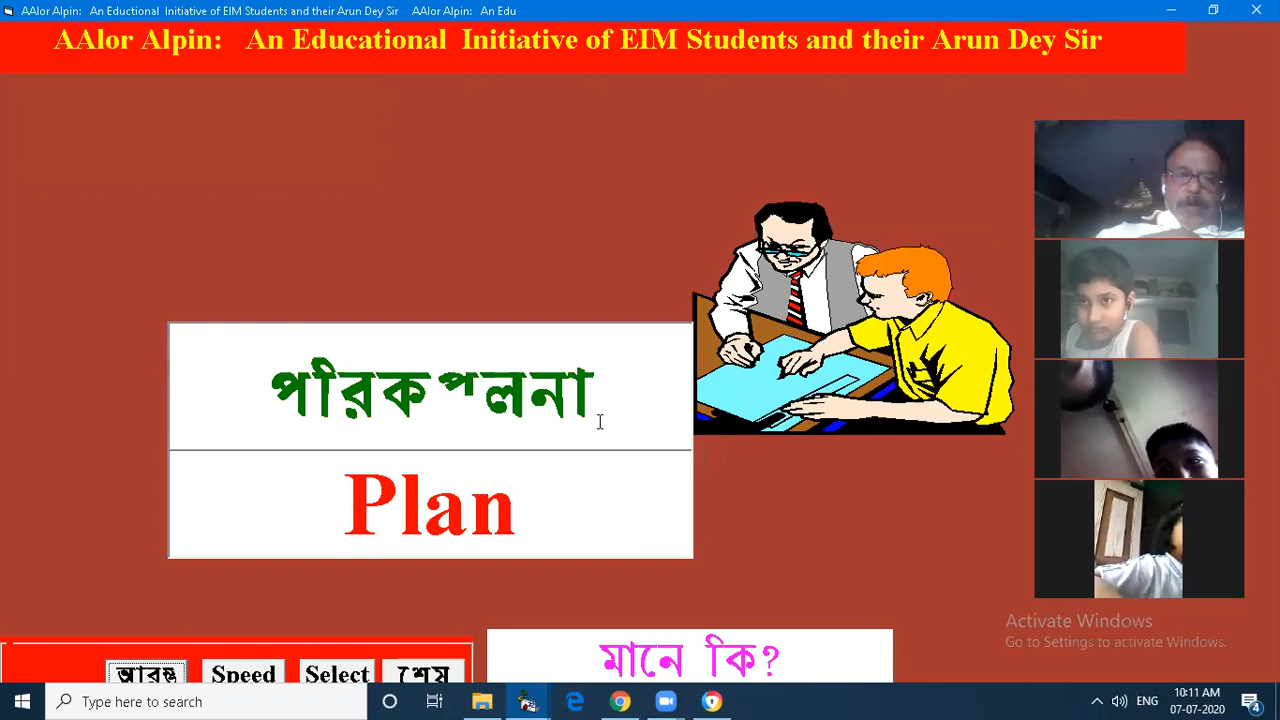 AAlor Alpin: An Eductional Initiative of EIM Students and their Arun Dey Sir AAlor Alpin: An Edu
AAlor Alpin: An Educational Initiative of EIM Students and their Arun Dey Sir
পরিকল্পনা
Plan
Activate Windows
Go to Settings to activate Windows.
মানে কি?
আরম্ভ Speed Select শেষ
Type here to search
ENG
10:11 AM
07-07-2020
4